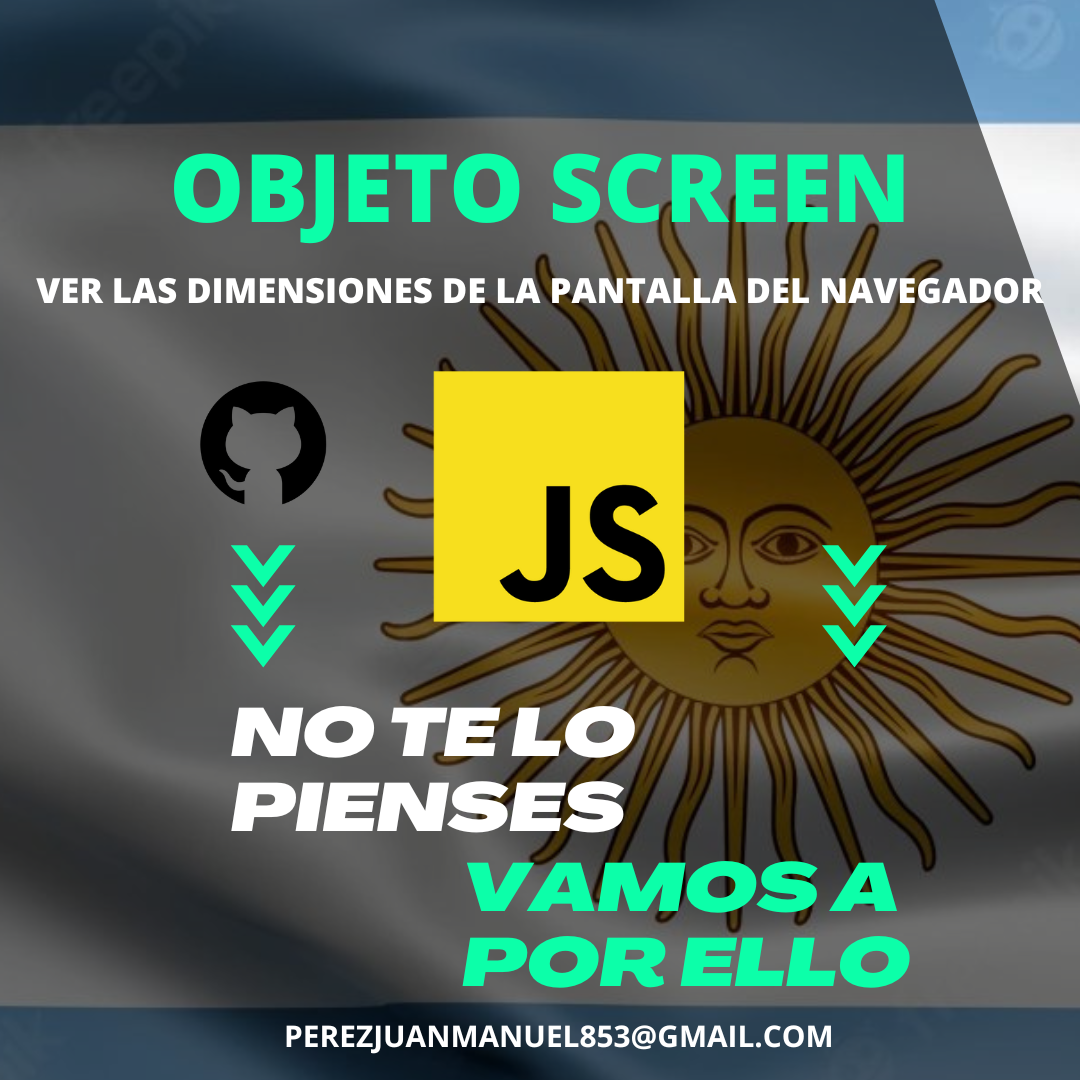 freepik
OBJETO SCREEN
VER LAS DIMENSIONES DE LA PANTALLA DEL NAVEGADOR
JS
NO TE LO
PIENSES
VAMOS A
POR ELLO
PEREZJUANMANUEL853@GMAIL.COM